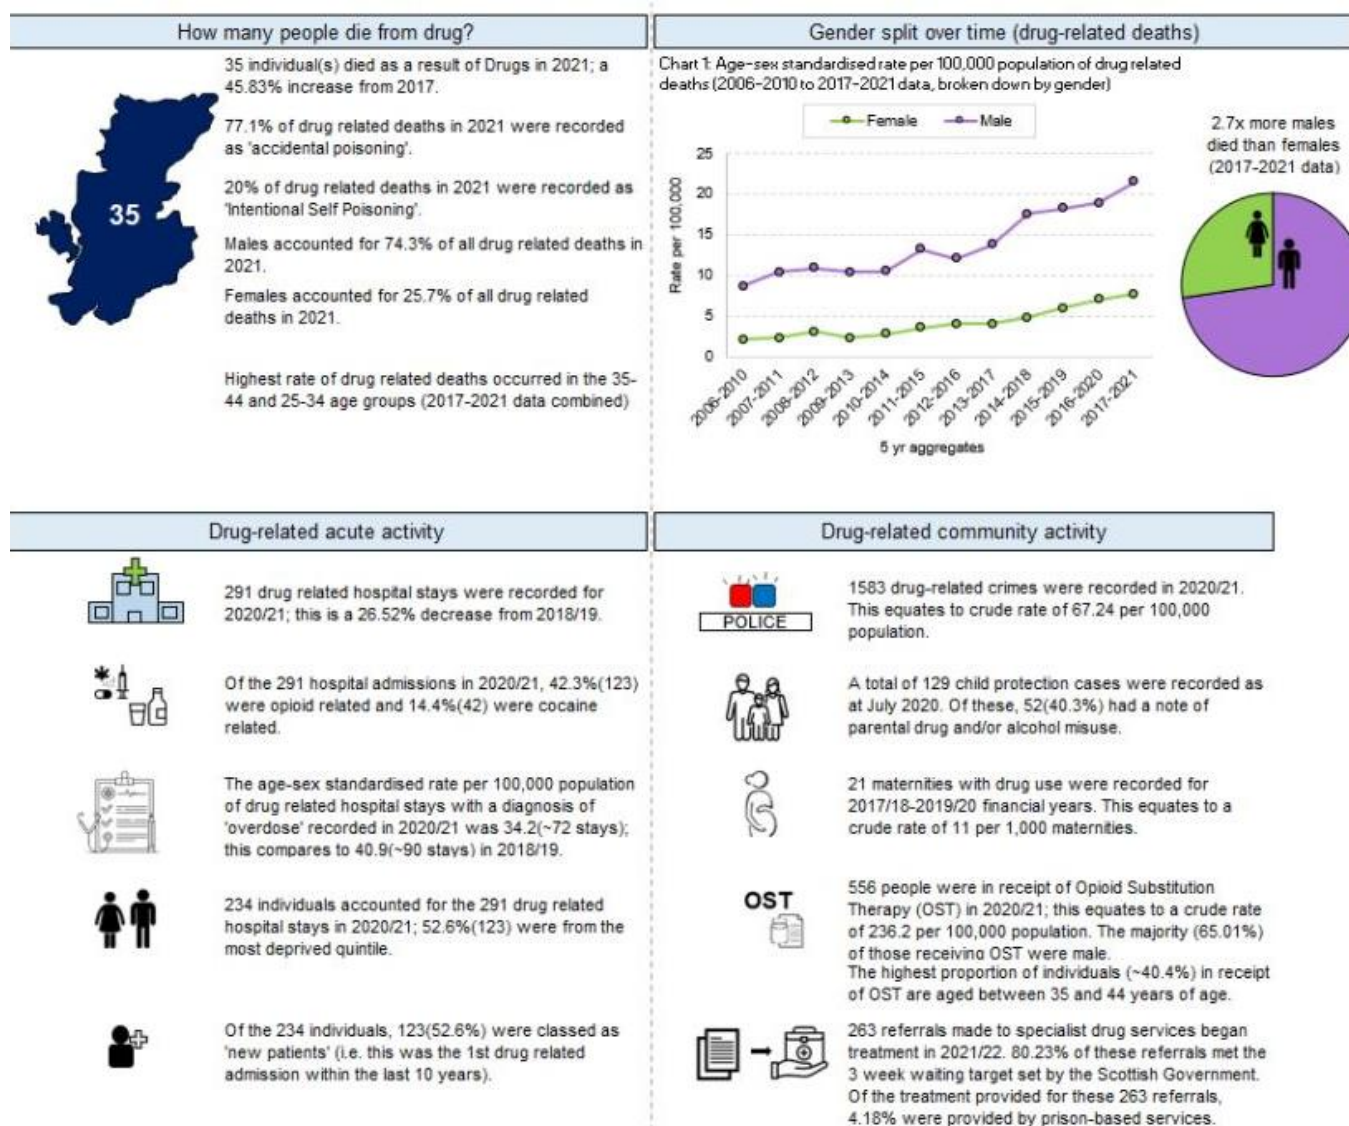 How many people die from drug?
35 individual(s) died as a result of Drugs in 2021; a
45.83% increase from 2017.
77.1% of drug related deaths in 2021 were recorded
as 'accidental poisoning'.
35
20% of drug related deaths in 2021 were recorded as
'Intentional Self Poisoning'.
Males accounted for 74.3% of all drug related deaths in
2021.
Females accounted for 25.7% of all drug related
deaths in 2021.
Highest rate of drug related deaths occurred in the 35-
44 and 25-34 age groups (2017-2021 data combined)
Gender split over time (drug-related deaths)
Chart 1: Age-sex standardised rate per 100,000 population of drug related
deaths (2006-2010 to 2017-2021 data, broken down by gender)
Female
Male
Rate per 100,000
25
20
15
10
5
0
2006-2010
2007-2011
2008-2012
2009-2013
2010-2014
2011-2015
2012-2016
2013-2017
2014-2018
2015-2019
2016-2020
2017-2021
5 yr aggregates
2.7x more males
died than females
(2017-2021 data)
Drug-related acute activity
291 drug related hospital stays were recorded for
2020/21; this is a 26.52% decrease from 2018/19.
Of the 291 hospital admissions in 2020/21, 42.3%(123)
were opioid related and 14.4%(42) were cocaine
related.
The age-sex standardised rate per 100,000 population
of drug related hospital stays with a diagnosis of
'overdose' recorded in 2020/21 was 34.2(~72 stays);
this compares to 40.9(~90 stays) in 2018/19.
234 individuals accounted for the 291 drug related
hospital stays in 2020/21; 52.6%(123) were from the
most deprived quintile.
Of the 234 individuals, 123(52.6%) were classed as
'new patients' (i.e. this was the 1st drug related
admission within the last 10 years).
Drug-related community activity
POLICE
1583 drug-related crimes were recorded in 2020/21.
This equates to crude rate of 67.24 per 100,000
population.
A total of 129 child protection cases were recorded as
at July 2020. Of these, 52(40.3%) had a note of
parental drug and/or alcohol misuse.
21 maternities with drug use were recorded for
2017/18-2019/20 financial years. This equates to a
crude rate of 11 per 1,000 maternities.
OST
556 people were in receipt of Opioid Substitution
Therapy (OST) in 2020/21; this equates to a crude rate
of 236.2 per 100,000 population. The majority (65.01%)
of those receiving OST were male.
The highest proportion of individuals (~40.4%) in receipt
of OST are aged between 35 and 44 years of age.
263 referrals made to specialist drug services began
treatment in 2021/22. 80.23% of these referrals met the
3 week waiting target set by the Scottish Government.
Of the treatment provided for these 263 referrals,
4.18% were provided by prison-based services.